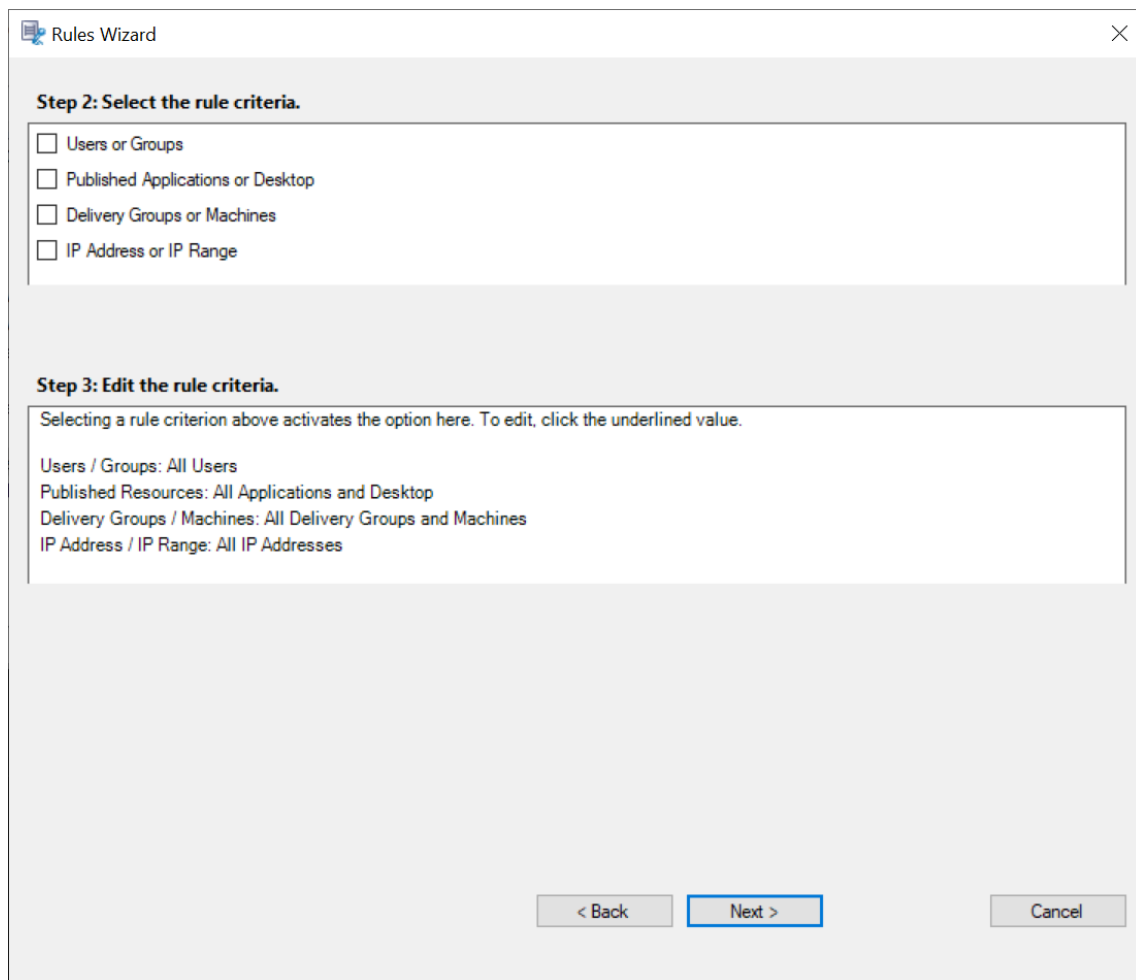 Rules Wizard
Step 2: Select the rule criteria.
Users or Groups
Published Applications or Desktop
Delivery Groups or Machines
IP Address or IP Range
Step 3: Edit the rule criteria.
Selecting a rule criterion above activates the option here. To edit, click the underlined value.
Users / Groups: All Users
Published Resources: All Applications and Desktop
Delivery Groups / Machines: All Delivery Groups and Machines
IP Address / IP Range: All IP Addresses
< Back Next > Cancel